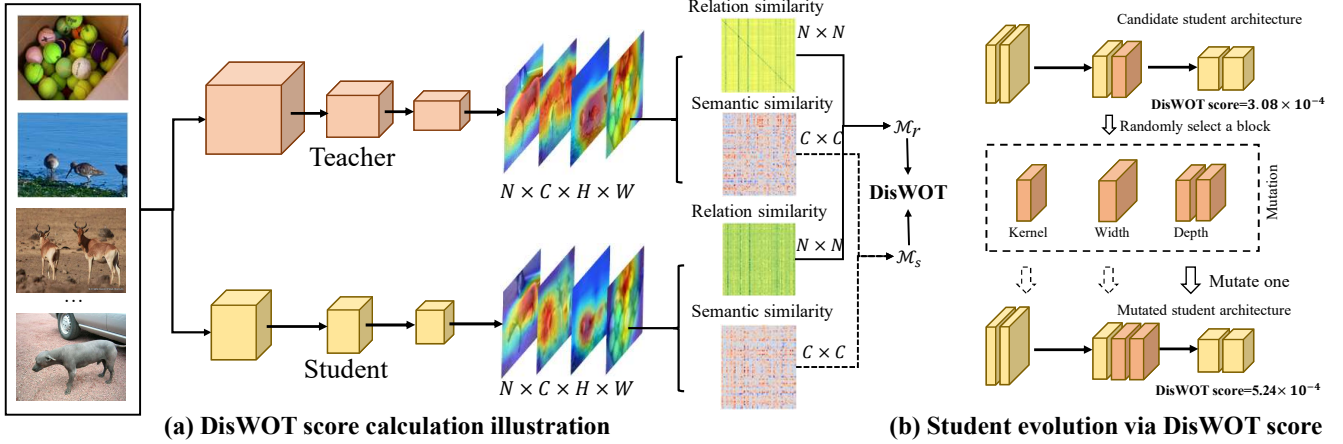 Relation similarity
N × N
Semantic similarity
C × C
Teacher
N × C × H × W
ℳr
DisWOT
ℳs
Relation similarity
N × N
Semantic similarity
C × C
...
Student
N × C × H × W
(a) DisWOT score calculation illustration
Candidate student architecture
DisWOT score=3.08 × 10⁻⁴
Randomly select a block
Kernel
Width
Depth
Mutation
Mutate one
Mutated student architecture
DisWOT score=5.24× 10⁻⁴
(b) Student evolution via DisWOT score